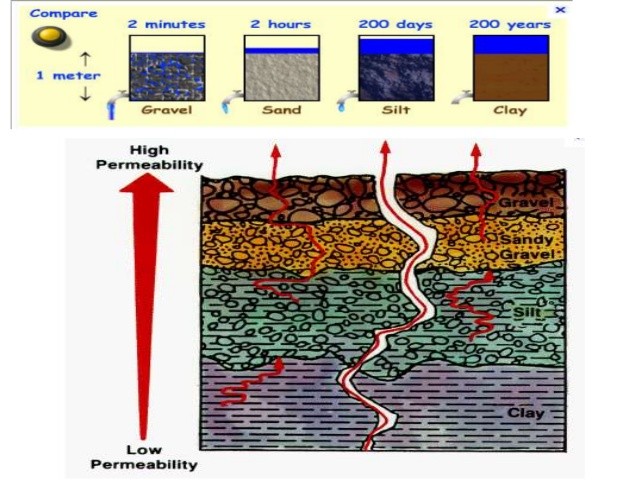 Compare
2 minutes
2 hours
200 days
200 years
1 meter
Gravel
Sand
Silt
Clay
High
Permeability
Gravel
Sandy
Gravel
Silt
Clay
Low
Permeability